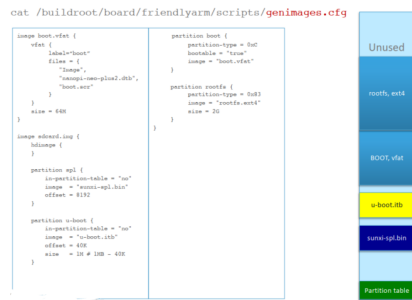 cat /buildroot/board/friendlyarm/scripts/genimages.cfg
image boot.vfat {
vfat {
label="boot"
files = {
"Image",
"nanopi-neo-plus2.dtb",
"boot.scr"
}
}
size = 64M
}
image sdcard.img {
hdimage {
}
partition spl {
in-partition-table = "no"
image = "sunxi-spl.bin"
offset = 8192
}
partition u-boot {
in-partition-table = "no"
image = "u-boot.itb"
offset = 40K
size = 1M # 1MB - 40K
}
partition boot {
partition-type = 0xC
bootable = "true"
image = "boot.vfat"
}
partition rootfs {
partition-type = 0x83
image = "rootfs.ext4"
size = 2G
}
}
Unused
rootfs, ext4
BOOT, vfat
u-boot.itb
sunxi-spl.bin
Partition table